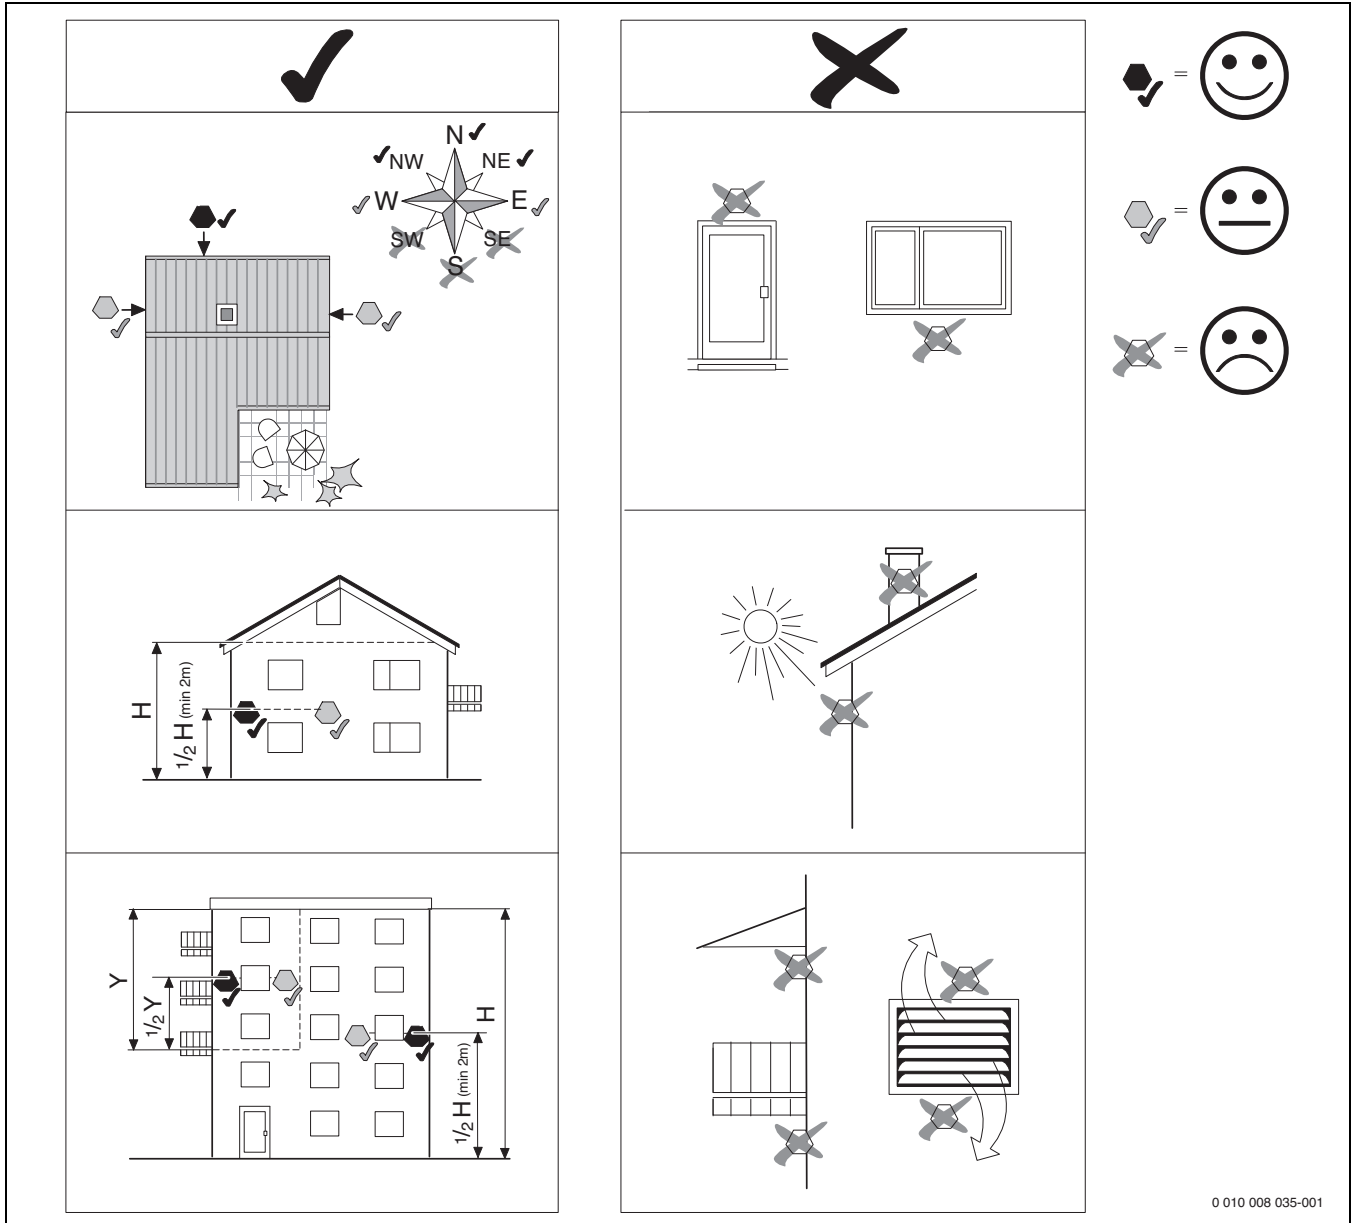 N
NW
NE
W
E
SW
SE
S
=
=
=
H
1/2 H (min 2m)
Y
1/2 Y
H
1/2 H (min 2m)
0 010 008 035-001